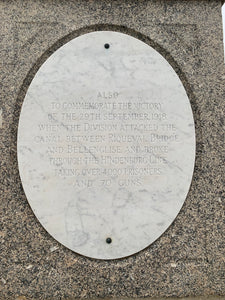 ALSO
TO COMMEMORATE THE VICTORY
OF THE 29TH SEPTEMBER, 1918,
WHEN THE DIVISION ATTACKED THE
CANAL BETWEEN RIQUEVAL BRIDGE
AND BELLENGLISE AND BROKE
THROUGH THE HINDENBURG LINE
TAKING OVER 4000 PRISONERS
AND 70 GUNS.